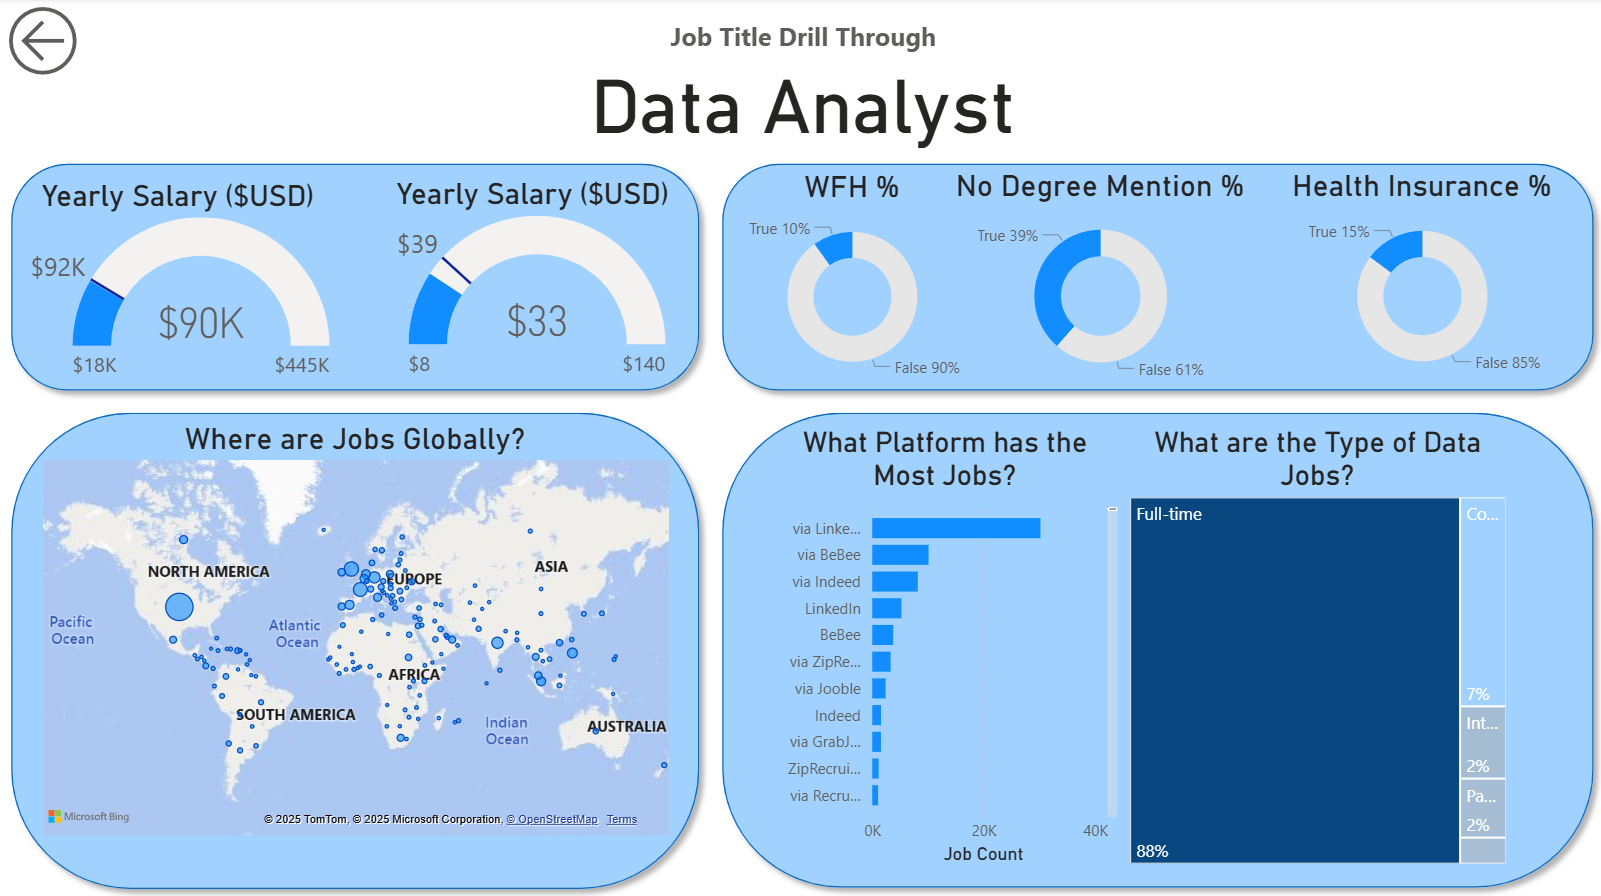 Job Title Drill Through
Data Analyst
Yearly Salary ($USD)
$92K
$90K
$18K
$445K
Yearly Salary ($USD)
$39
$33
$8
$140
WFH %
True 10%
False 90%
No Degree Mention %
True 39%
False 61%
Health Insurance %
True 15%
False 85%
Where are Jobs Globally?
NORTH AMERICA
EUROPE
ASIA
Pacific
Ocean
Atlantic
Ocean
AFRICA
SOUTH AMERICA
Indian
Ocean
AUSTRALIA
Microsoft Bing
© 2025 TomTom, © 2025 Microsoft Corporation, © OpenStreetMap Terms
What Platform has the
Most Jobs?
via Linke...
via BeBee
via Indeed
LinkedIn
BeBee
via ZipRe...
via Jooble
Indeed
via GrabJ...
ZipRecrui...
via Recru...
0K
20K
40K
Job Count
What are the Type of Data
Jobs?
Full-time
88%
Co...
7%
Int...
2%
Pa...
2%